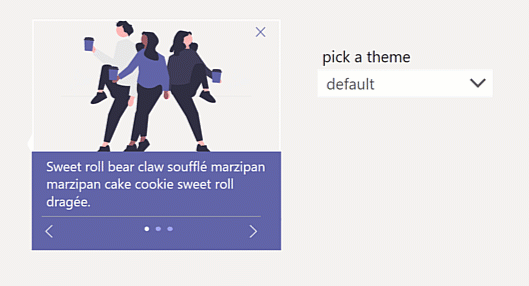 pick a theme
default
Sweet roll bear claw soufflé marzipan
marzipan cake cookie sweet roll
dragée.